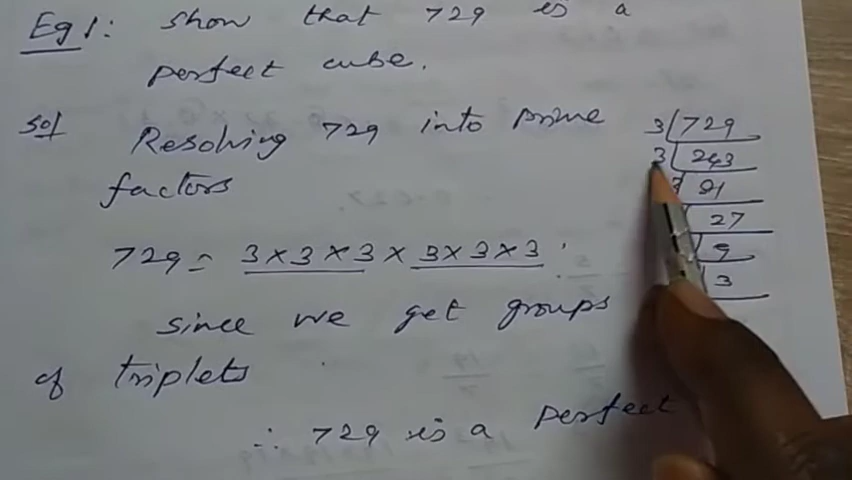 Eg 1: Show that 729 is a
perfect cube.
Sol Resolving 729 into prime
factors
729 = 3 × 3 × 3 × 3 × 3 × 3
since we get groups
of triplets
∴ 729 is a perfect
3 729
3 243
3 81
27
9
3